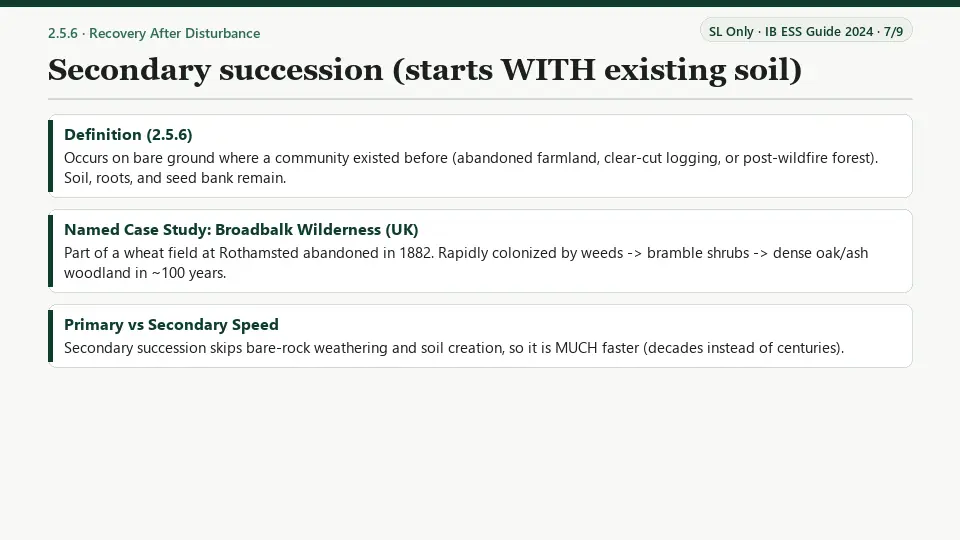 2.5.6 · Recovery After Disturbance
SL Only · IB ESS Guide 2024 · 7/9
Secondary succession (starts WITH existing soil)
Definition (2.5.6)
Occurs on bare ground where a community existed before (abandoned farmland, clear-cut logging, or post-wildfire forest).
Soil, roots, and seed bank remain.
Named Case Study: Broadbalk Wilderness (UK)
Part of a wheat field at Rothamsted abandoned in 1882. Rapidly colonized by weeds -> bramble shrubs -> dense oak/ash
woodland in ~100 years.
Primary vs Secondary Speed
Secondary succession skips bare-rock weathering and soil creation, so it is MUCH faster (decades instead of centuries).